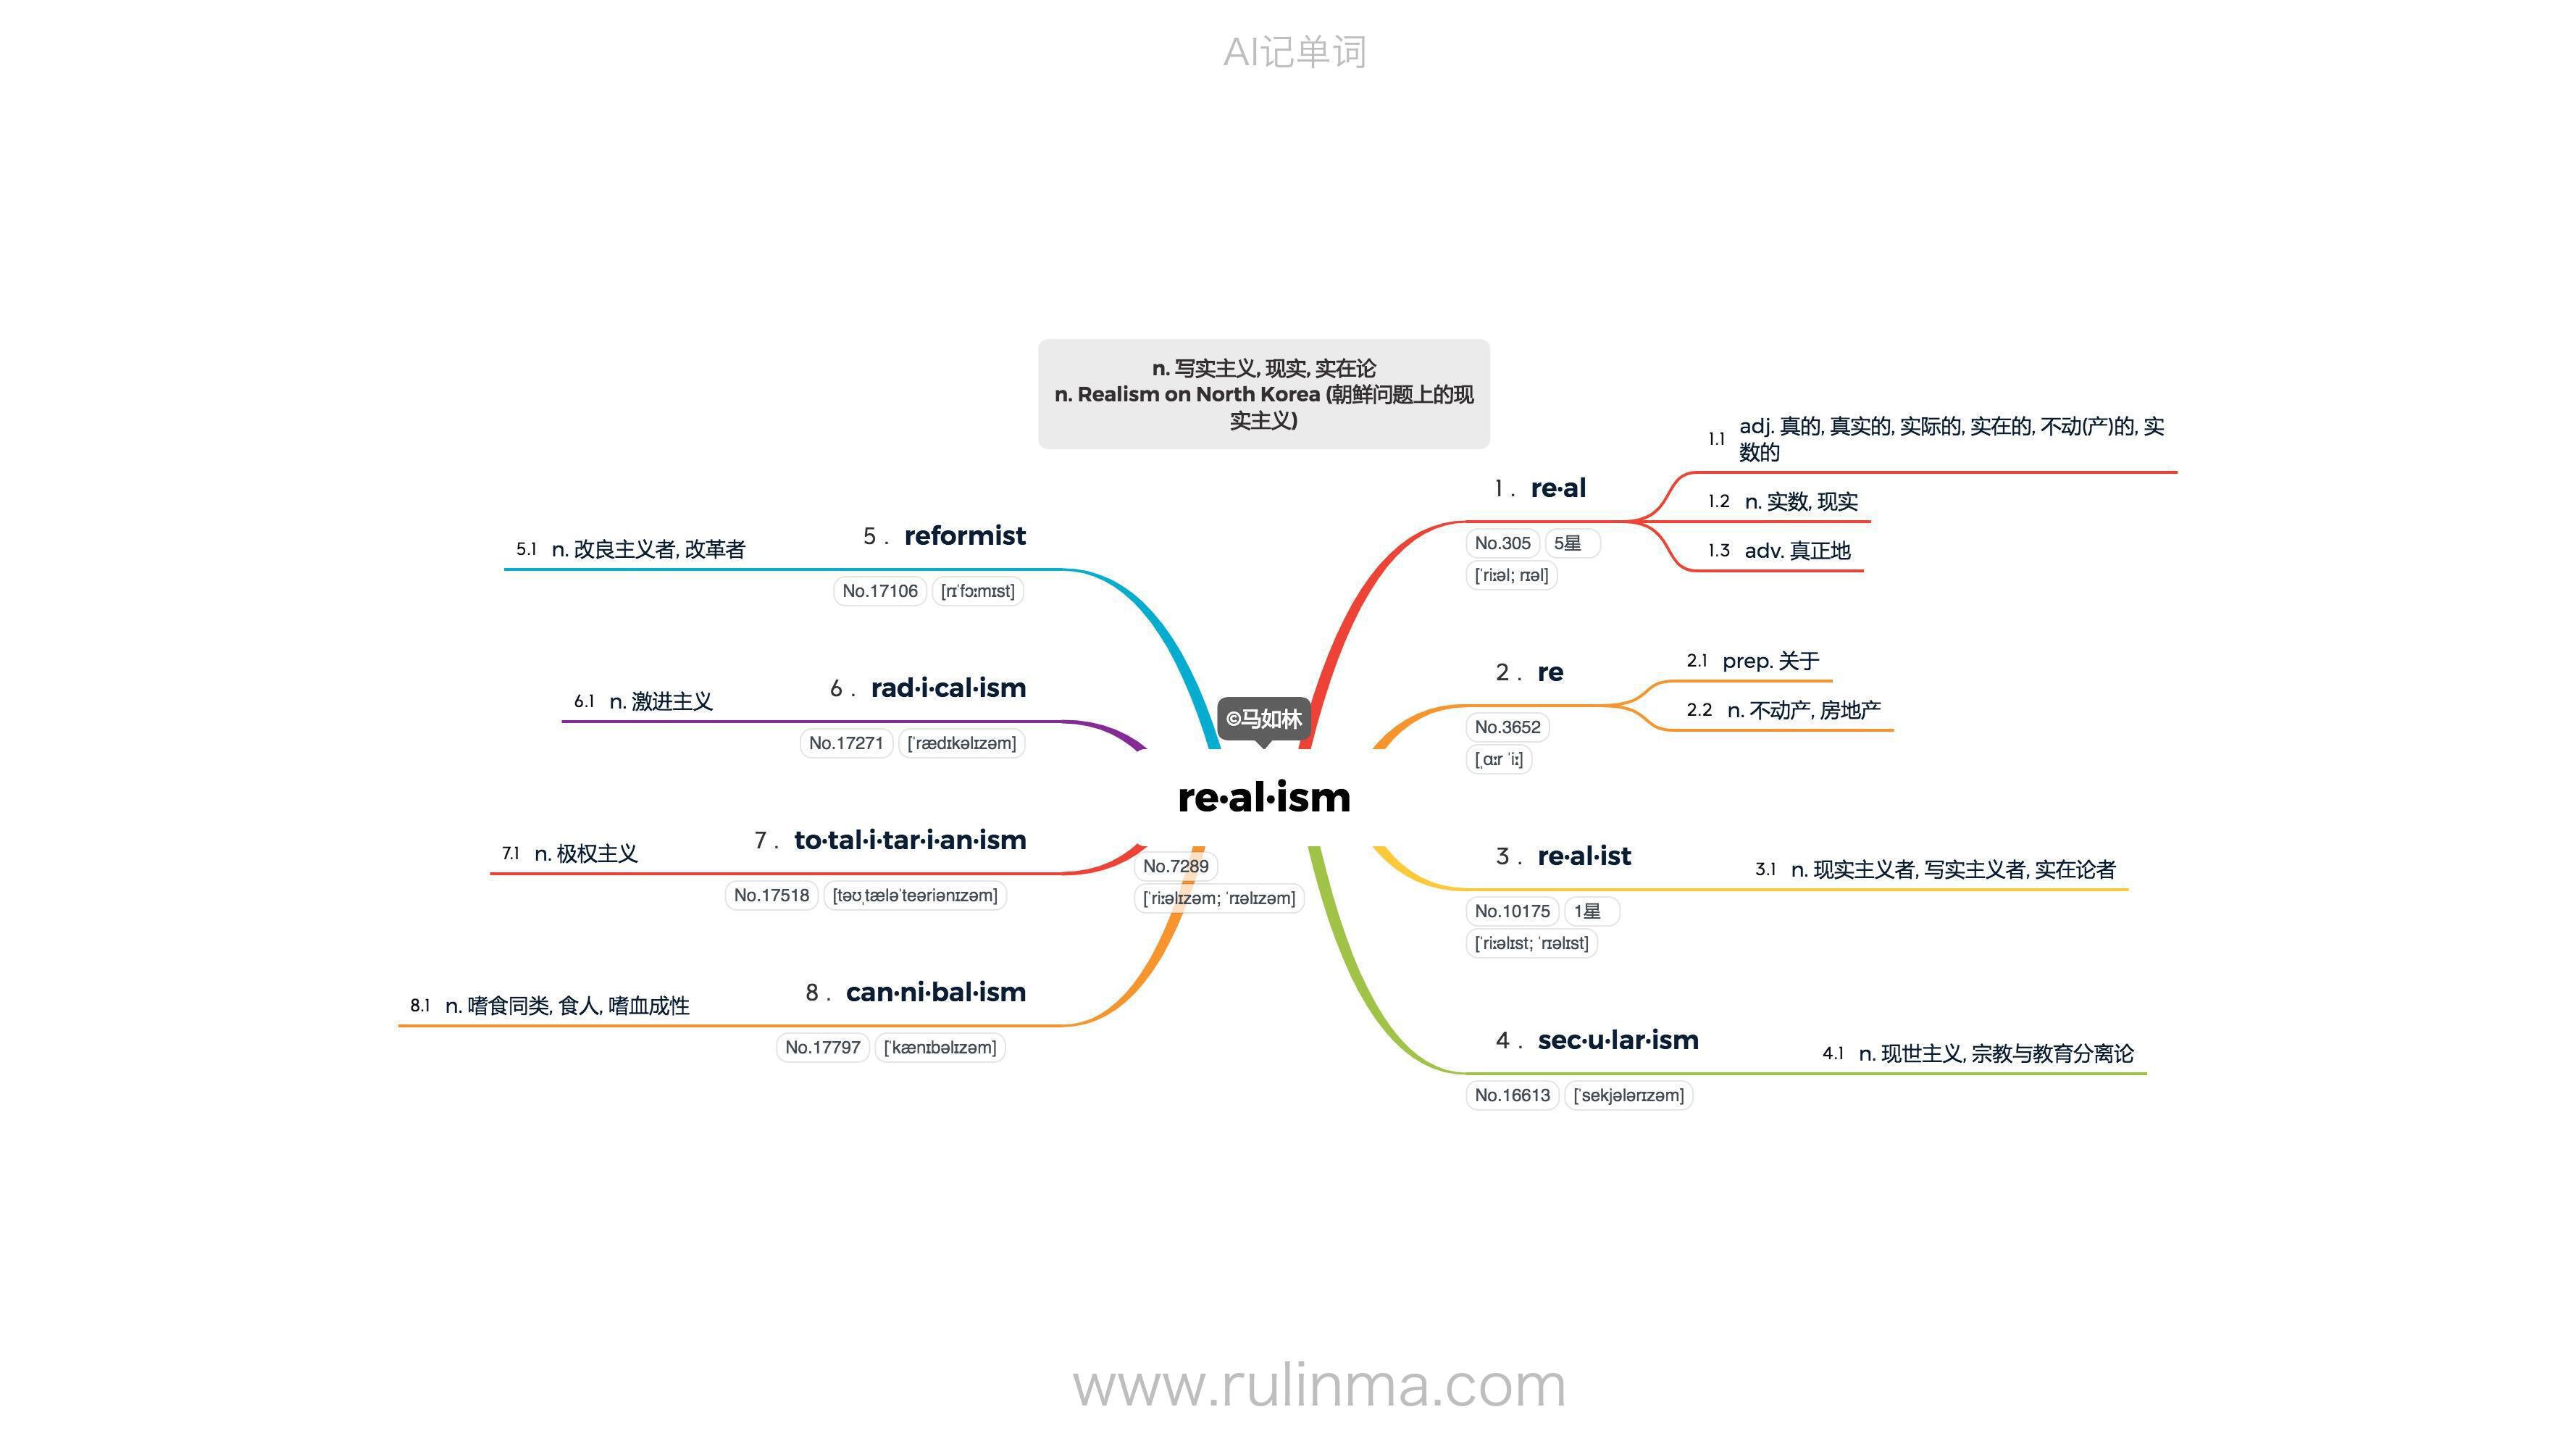 AI记单词
n. 写实主义, 现实, 实在论
n. Realism on North Korea (朝鲜问题上的现
实主义)
©马如林
re·al·ism
No.7289
[ˈriːəlɪzəm; ˈrɪəlɪzəm]
1 . re·al
No.305 5星
[ˈriːəl; rɪəl]
1.1 adj. 真的, 真实的, 实际的, 实在的, 不动(产)的, 实
数的
1.2 n. 实数, 现实
1.3 adv. 真正地
2 . re
No.3652
[ˌɑːr ˈiː]
2.1 prep. 关于
2.2 n. 不动产, 房地产
3 . re·al·ist
No.10175 1星
[ˈriːəlɪst; ˈrɪəlɪst]
3.1 n. 现实主义者, 写实主义者, 实在论者
4 . sec·u·lar·ism
No.16613 [ˈsekjələrɪzəm]
4.1 n. 现世主义, 宗教与教育分离论
5 . reformist
No.17106 [rɪˈfɔːmɪst]
5.1 n. 改良主义者, 改革者
6 . rad·i·cal·ism
No.17271 [ˈrædɪkəlɪzəm]
6.1 n. 激进主义
7 . to·tal·i·tar·i·an·ism
No.17518 [təʊˌtæləˈteəriənɪzəm]
7.1 n. 极权主义
8 . can·ni·bal·ism
No.17797 [ˈkænɪbəlɪzəm]
8.1 n. 嗜食同类, 食人, 嗜血成性
www.rulinma.com